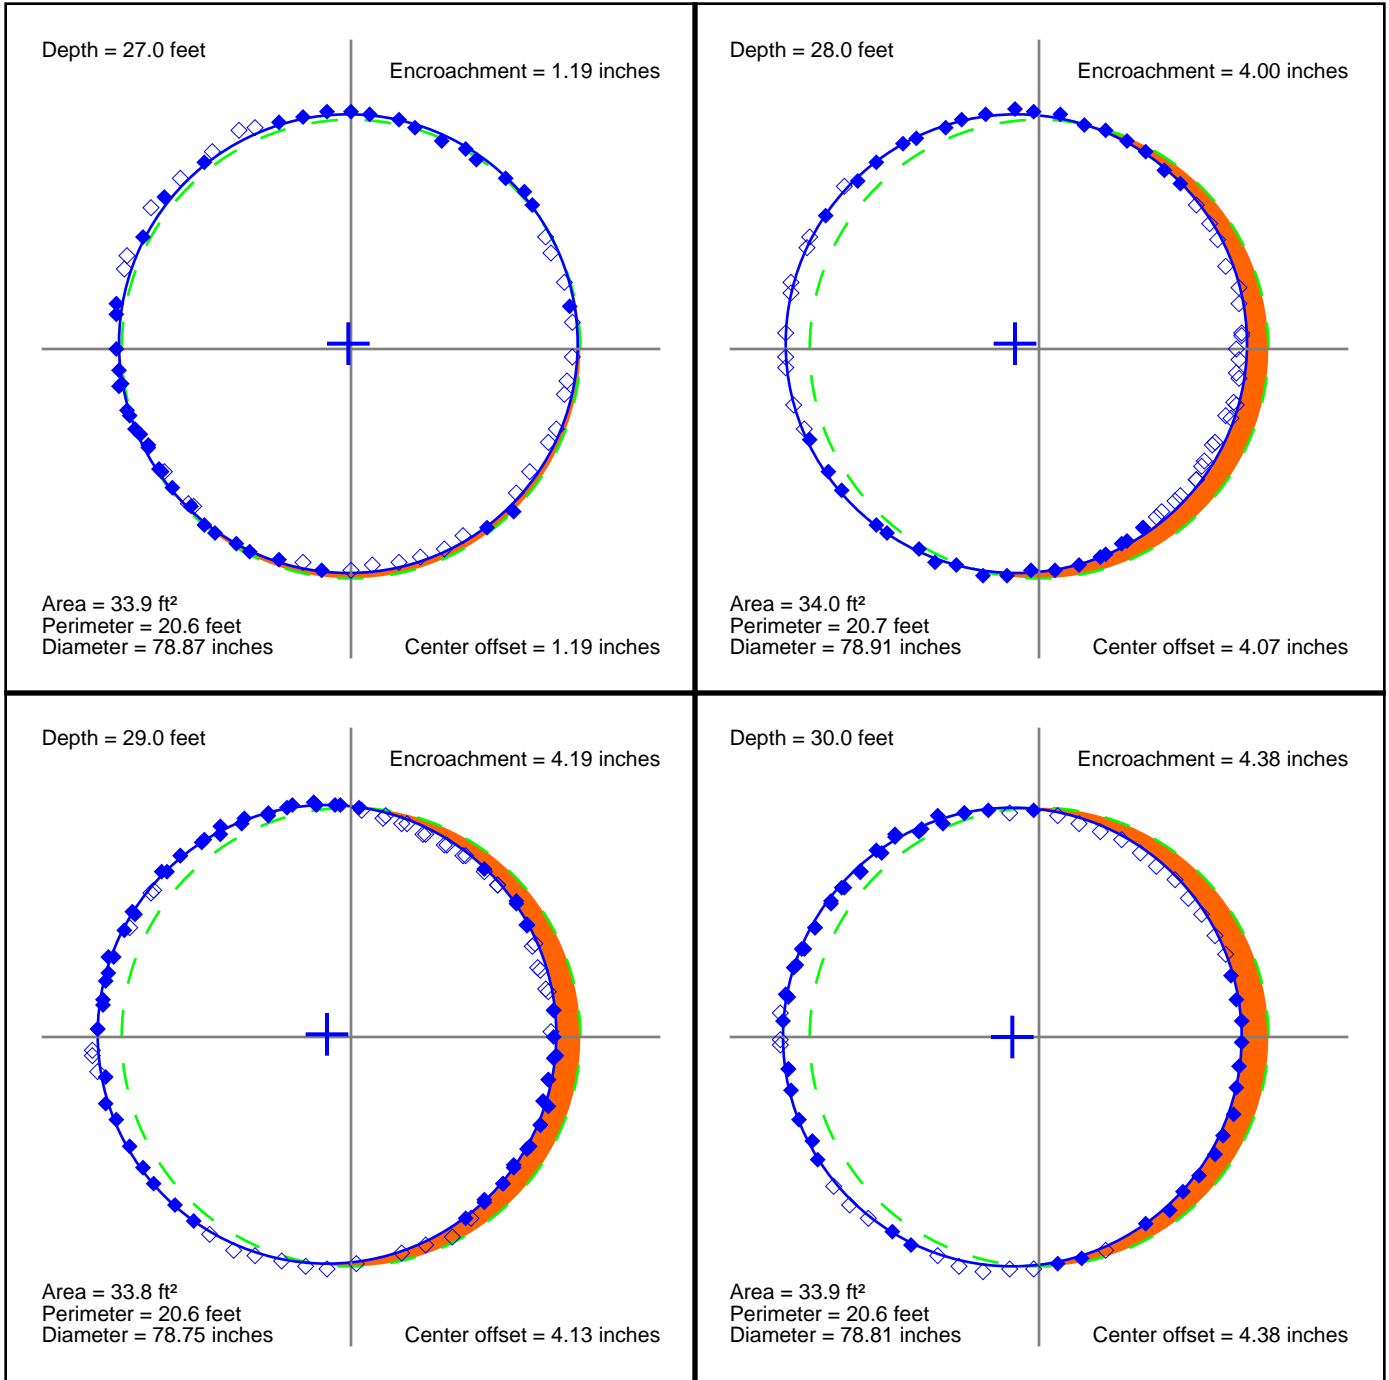 Depth = 27.0 feet
Encroachment = 1.19 inches
Area = 33.9 ft²
Perimeter = 20.6 feet
Diameter = 78.87 inches
Center offset = 1.19 inches
Depth = 28.0 feet
Encroachment = 4.00 inches
Area = 34.0 ft²
Perimeter = 20.7 feet
Diameter = 78.91 inches
Center offset = 4.07 inches
Depth = 29.0 feet
Encroachment = 4.19 inches
Area = 33.8 ft²
Perimeter = 20.6 feet
Diameter = 78.75 inches
Center offset = 4.13 inches
Depth = 30.0 feet
Encroachment = 4.38 inches
Area = 33.9 ft²
Perimeter = 20.6 feet
Diameter = 78.81 inches
Center offset = 4.38 inches